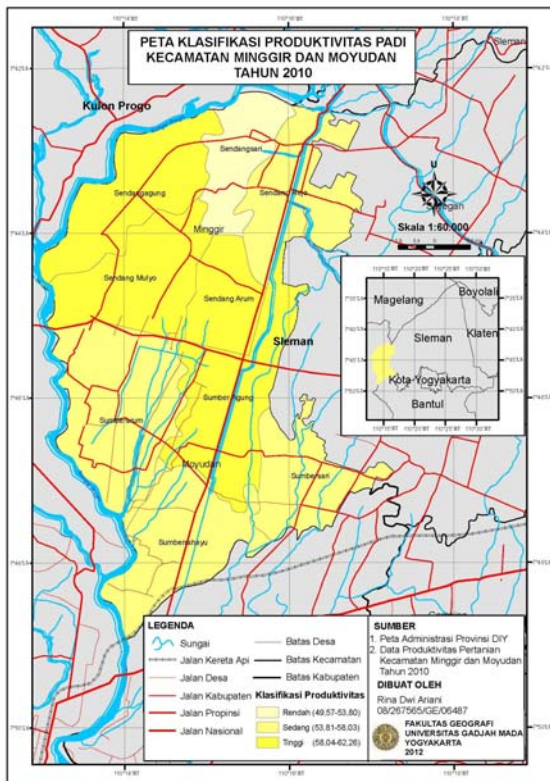 PETA KLASIFIKASI PRODUKTIVITAS PADI
KECAMATAN MINGGIR DAN MOYUDAN
TAHUN 2010
Sleman
Kulon Progo
Sendangsari
Sendangagung
Minggir
Sendang Mulyo
Sendang Arum
Sleman
Sumber Agung
Sumberarum
Moyudan
Sumbersari
Sumberrahayu
U
Skala 1:60.000
Magelang
Boyolali
Sleman
Klaten
Kota Yogyakarta
Bantul
LEGENDA
Sungai
Jalan Kereta Api
Jalan Desa
Jalan Kabupaten
Jalan Propinsi
Jalan Nasional
Batas Desa
Batas Kecamatan
Batas Kabupaten
Klasifikasi Produktivitas
Rendah (49,57-53,80)
Sedang (53,81-58,03)
Tinggi (58,04-62,26)
SUMBER
1. Peta Administrasi Provinsi DIY
2. Data Produktivitas Pertanian
Kecamatan Minggir dan Moyudan
Tahun 2010
DIBUAT OLEH
Rina Dwi Ariani
08/267565/GE/06487
FAKULTAS GEOGRAFI
UNIVERSITAS GADJAH MADA
YOGYAKARTA
2012